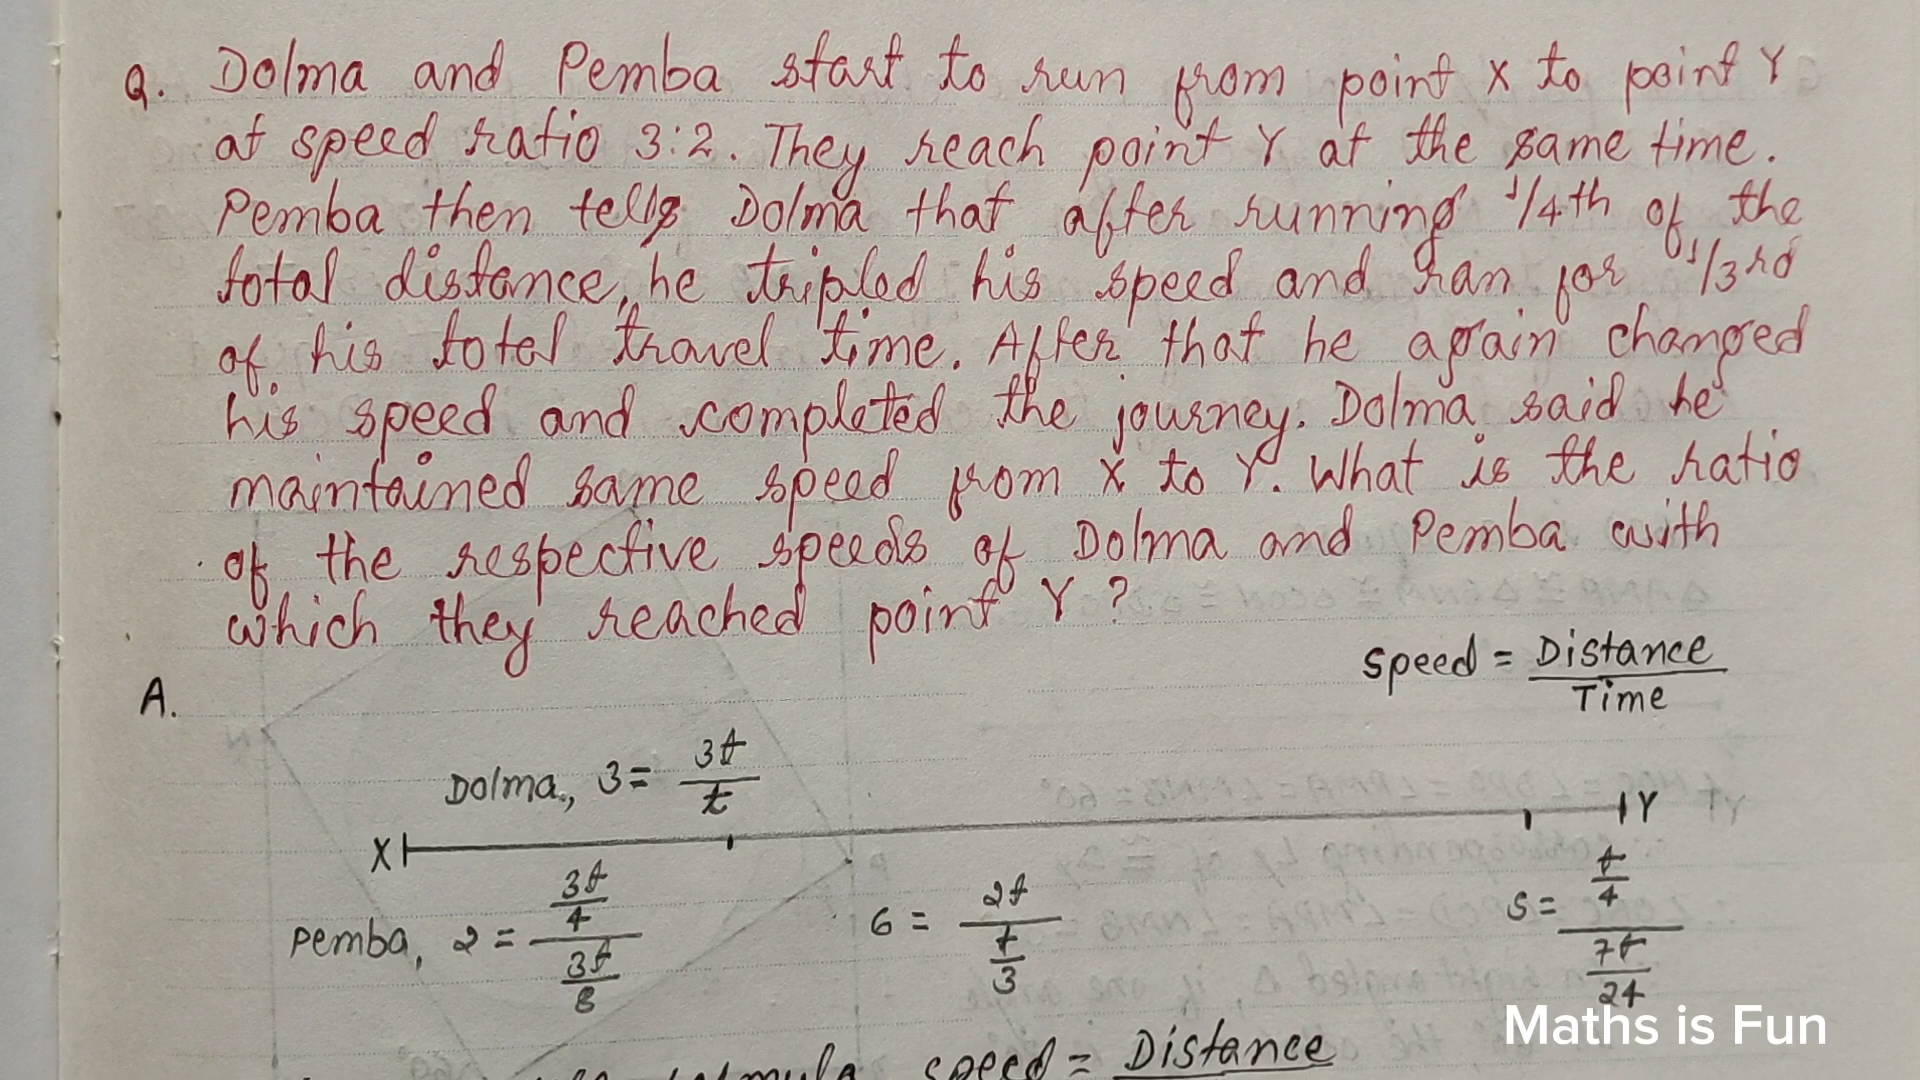 Q. Dolma and Pemba start to run from point X to point Y
at speed ratio 3:2. They reach point Y at the same time.
Pemba then tells Dolma that after running 1/4th of the
total distance, he tripled his speed and ran for 1/3rd
of his total travel time. After that he again changed
his speed and completed the journey. Dolma said he
maintained same speed from X to Y. What is the ratio
of the respective speeds of Dolma and Pemba with
which they reached point Y?
A.
Speed = Distance / Time
Dolma, 3 = 3t / t
X Y
Pemba, 2 = 3t/4 / 3t/8 6 = 2t / t/3 S = t/4 / 7t/24
Maths is Fun
formula speed = Distance